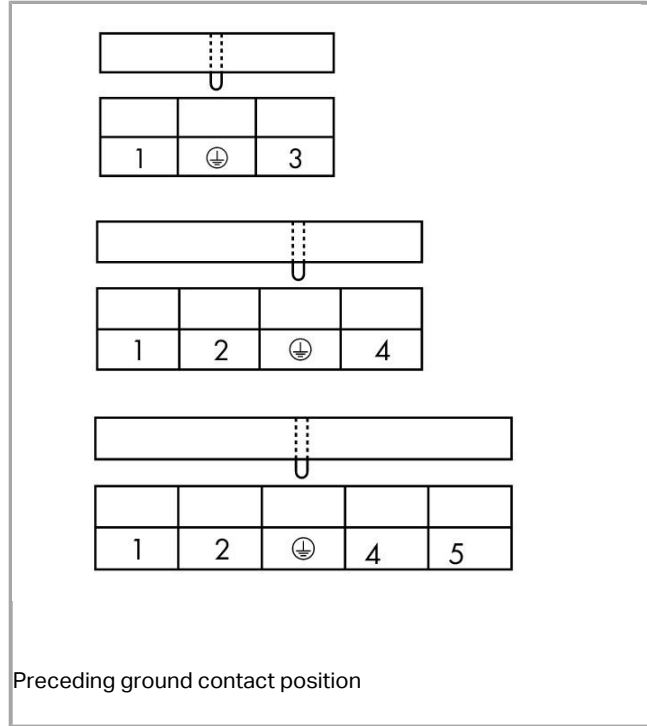 1 ⏚ 3
1 2 ⏚ 4
1 2 ⏚ 4 5
Preceding ground contact position